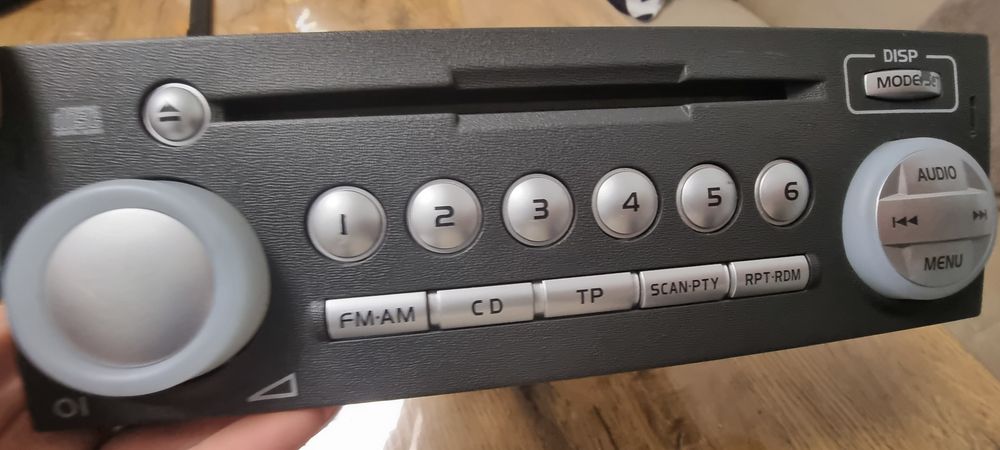 DISP
MODE
AUDIO
MENU
1 2 3 4 5 6
FM·AM CD TP SCAN·PTY RPT·RDM